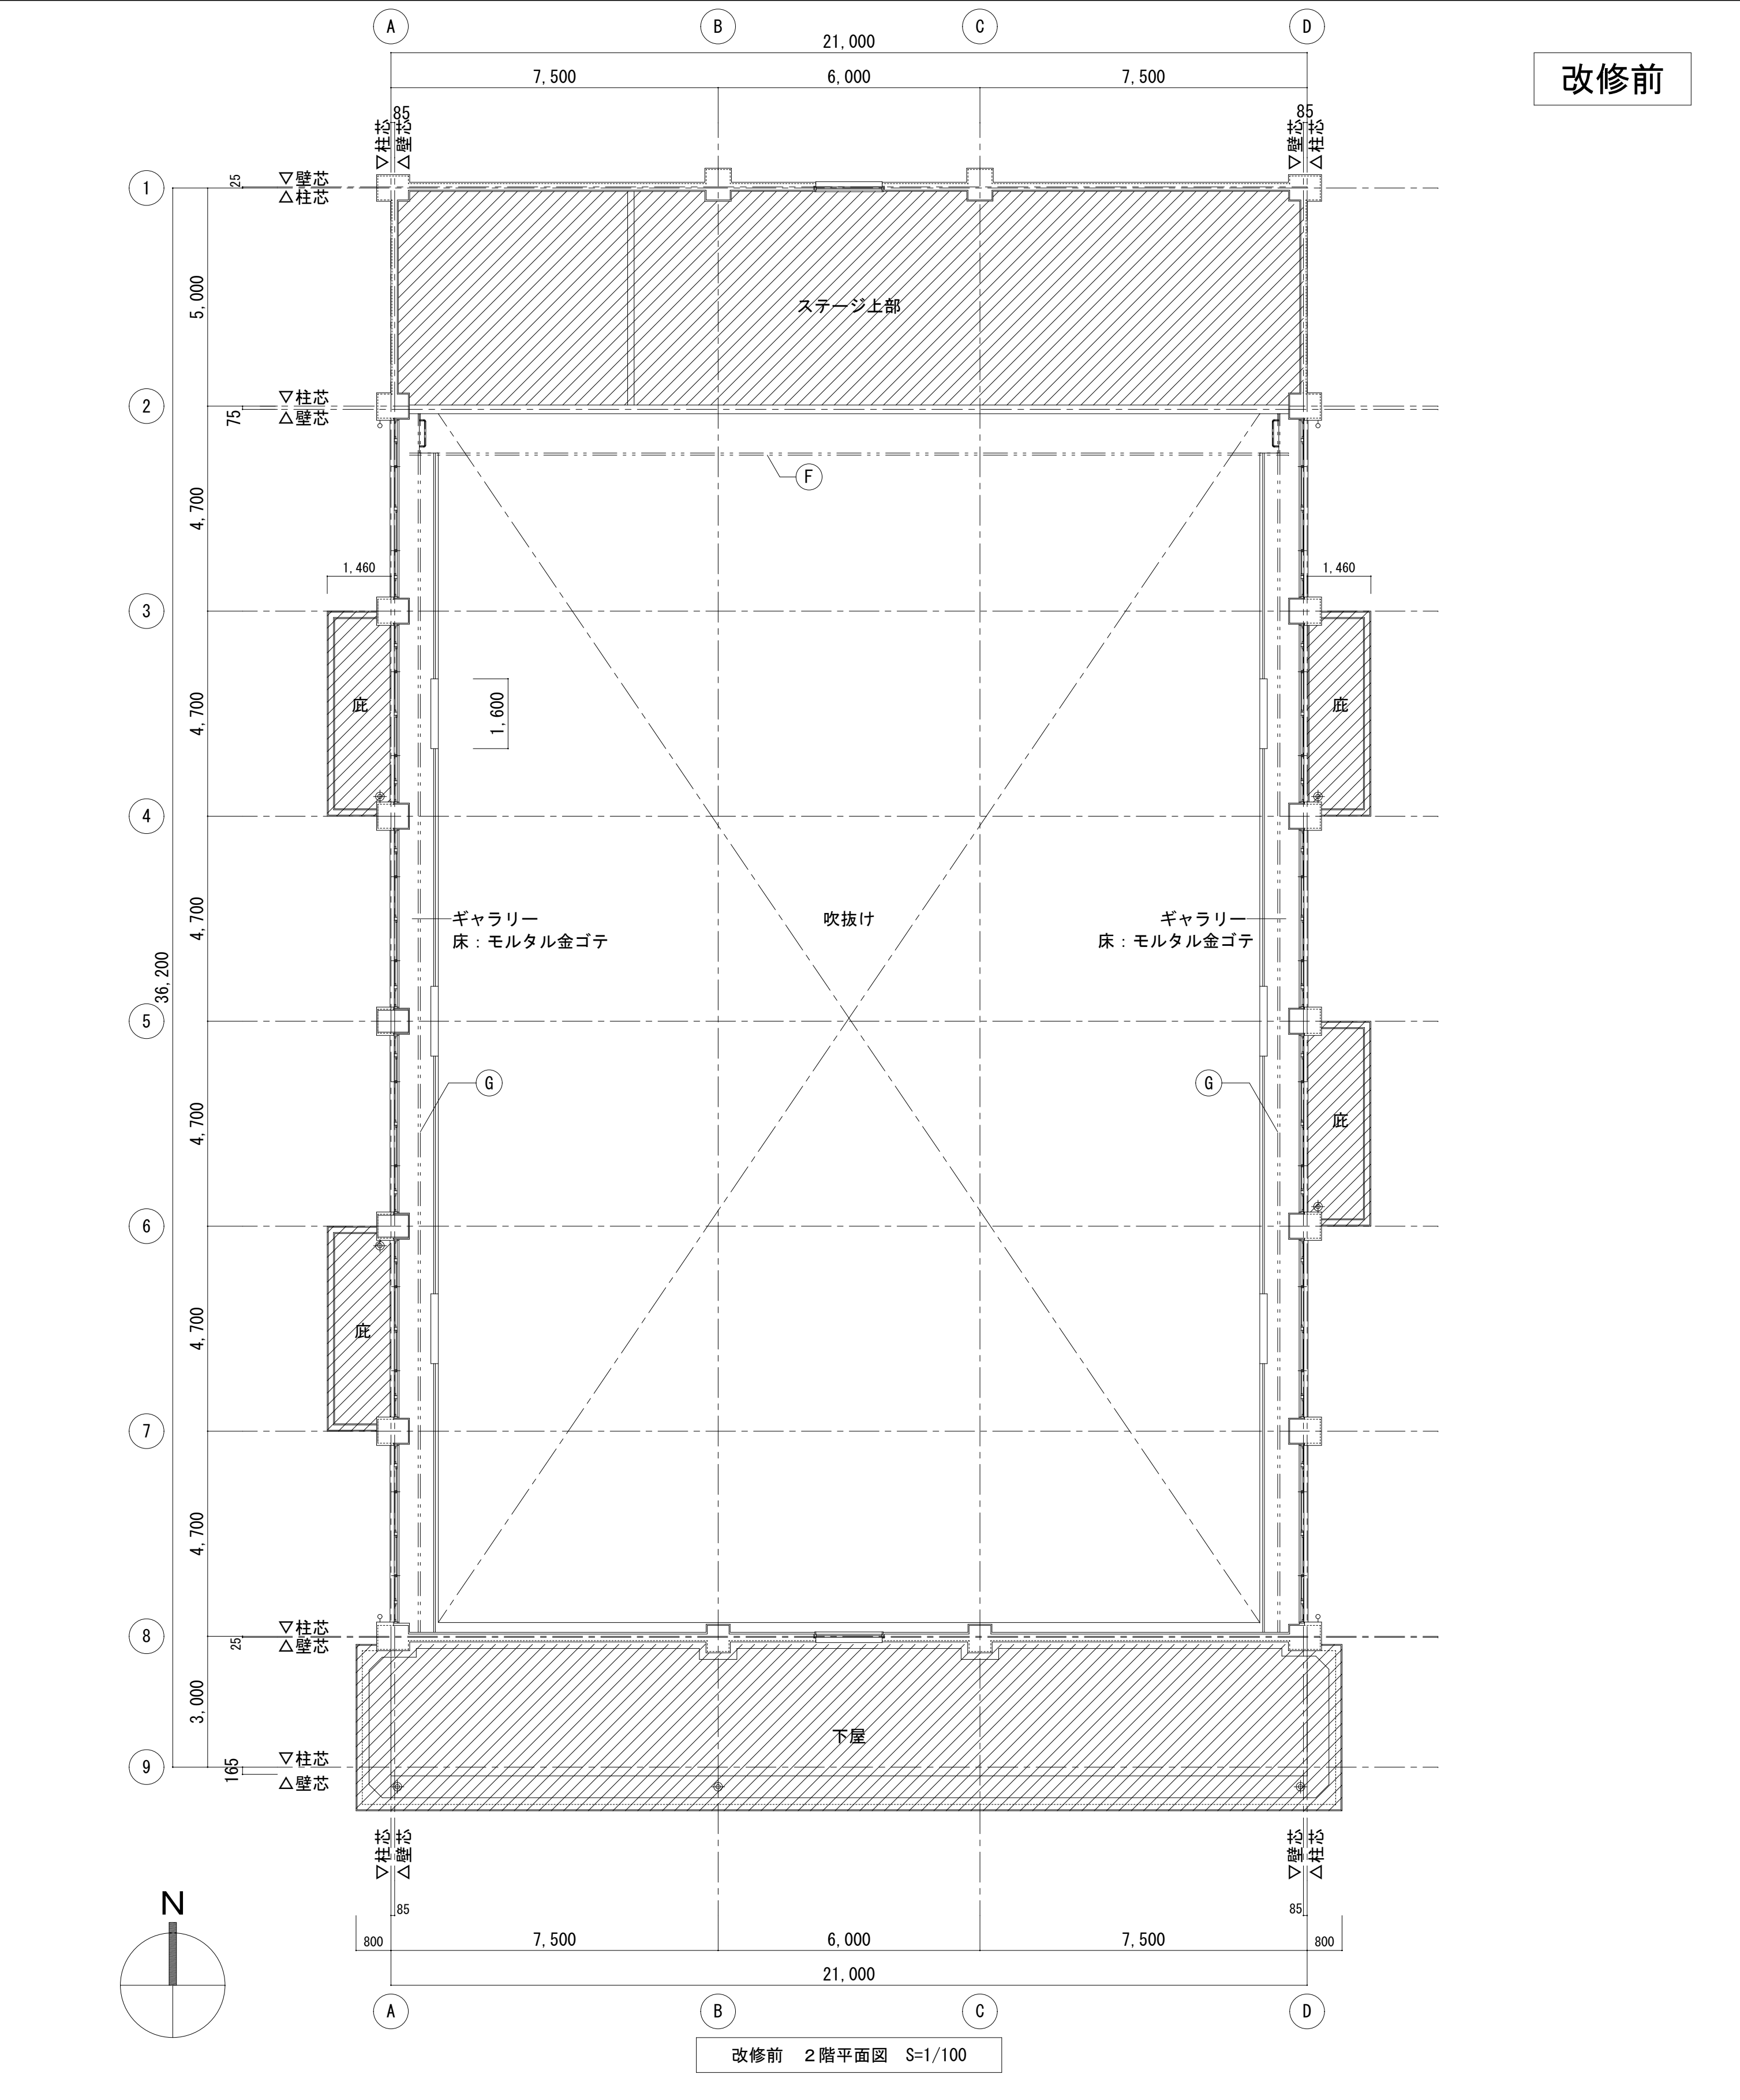 A B C D
21,000
7,500 6,000 7,500
改修前
85 85
▽柱芯 △壁芯 ▽壁芯 △柱芯
1 25 ▽壁芯
△柱芯
5,000
ステージ上部
2 ▽柱芯
75 △壁芯
F
4,700
1,460 1,460
3
4,700 庇 1,600 庇
4
4,700 ギャラリー 吹抜け ギャラリー
床：モルタル金ゴテ 床：モルタル金ゴテ
36,200
5
G G
4,700 庇
6
4,700 庇
7
4,700
8 ▽柱芯
25 △壁芯
3,000
下屋
9 ▽柱芯
165 △壁芯
▽柱芯 △壁芯 ▽壁芯 △柱芯
N
85 85
800 7,500 6,000 7,500 800
21,000
A B C D
改修前　２階平面図　S=1/100